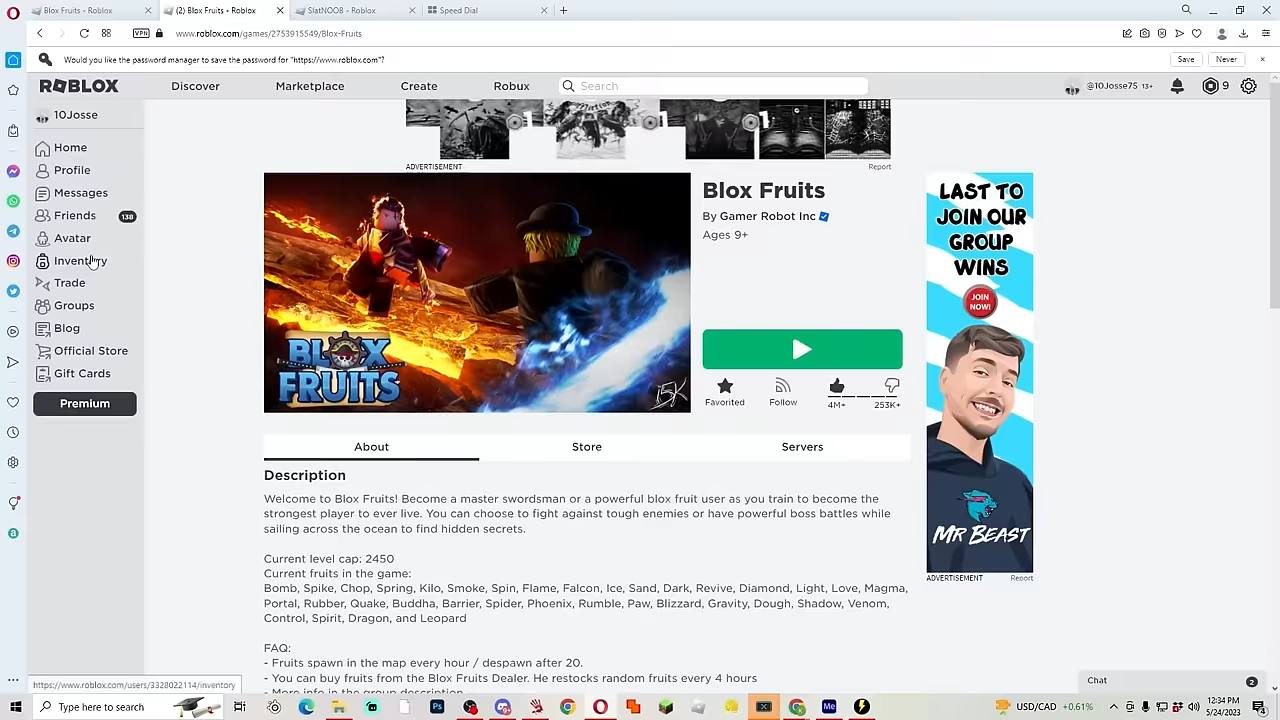 Blox Fruits - Roblox
(2) Blox Fruits - Roblox
SlatNOOB - Roblox
Speed Dial
VPN
www.roblox.com/games/2753915549/Blox-Fruits
Would you like the password manager to save the password for "https://www.roblox.com"?
Save
Never
ROBLOX
Discover
Marketplace
Create
Robux
Search
@10Josse75 13+
9
10Josse
Home
Profile
Messages
Friends
138
Avatar
Inventory
Trade
Groups
Blog
Official Store
Gift Cards
Premium
ADVERTISEMENT
Report
BLOX
FRUITS
15K
Blox Fruits
By Gamer Robot Inc
Ages 9+
Favorited
Follow
4M+
253K+
LAST TO
JOIN OUR
GROUP
WINS
JOIN
NOW!
MR BEAST
ADVERTISEMENT
Report
About
Store
Servers
Description
Welcome to Blox Fruits! Become a master swordsman or a powerful blox fruit user as you train to become the
strongest player to ever live. You can choose to fight against tough enemies or have powerful boss battles while
sailing across the ocean to find hidden secrets.
Current level cap: 2450
Current fruits in the game:
Bomb, Spike, Chop, Spring, Kilo, Smoke, Spin, Flame, Falcon, Ice, Sand, Dark, Revive, Diamond, Light, Love, Magma,
Portal, Rubber, Quake, Buddha, Barrier, Spider, Phoenix, Rumble, Paw, Blizzard, Gravity, Dough, Shadow, Venom,
Control, Spirit, Dragon, and Leopard
FAQ:
- Fruits spawn in the map every hour / despawn after 20.
- You can buy fruits from the Blox Fruits Dealer. He restocks random fruits every 4 hours
- More info in the group description
https://www.roblox.com/users/3328022114/inventory
Chat
2
Type here to search
Ps
Me
USD/CAD +0.61%
12:34 PM
5/24/2023